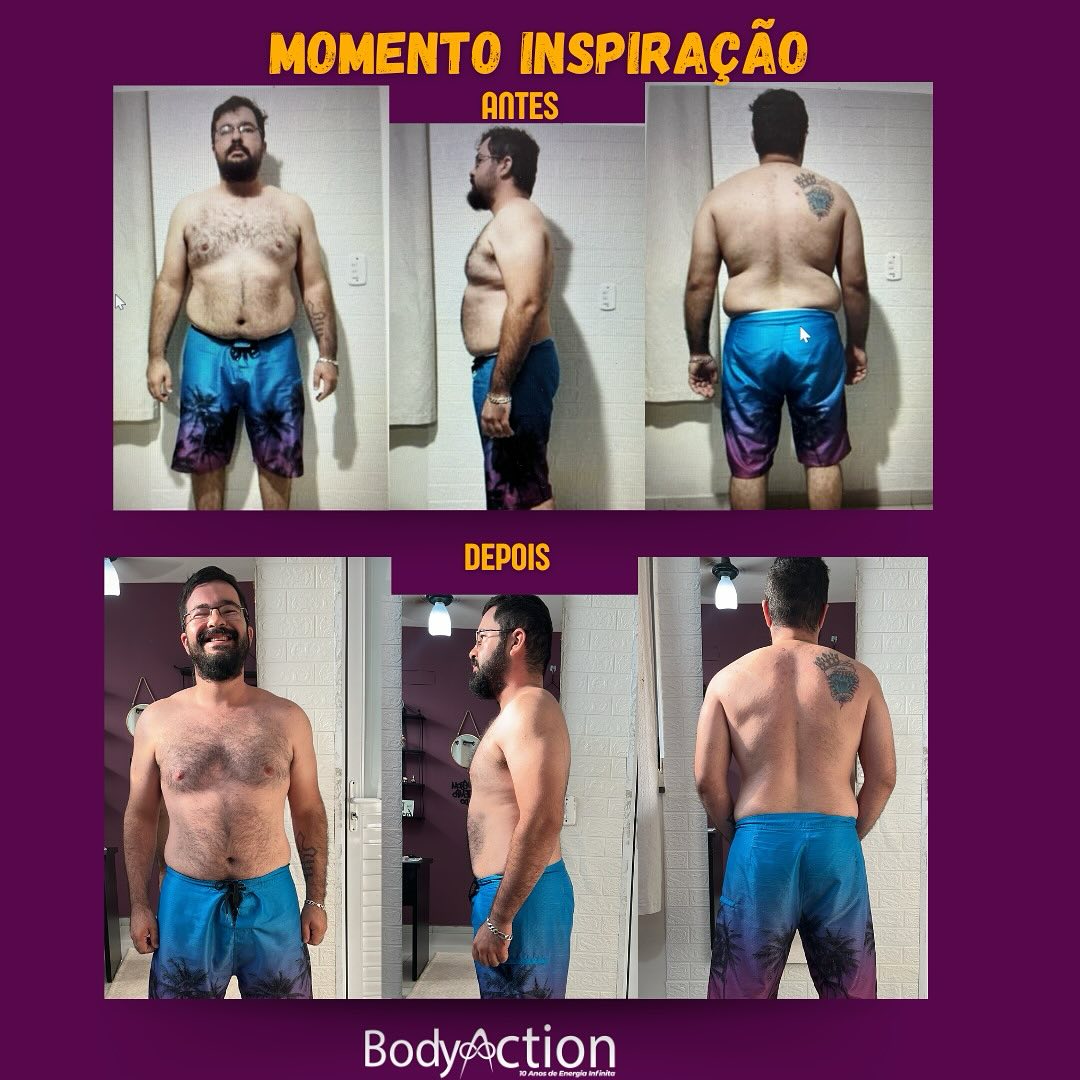 MOMENTO INSPIRAÇÃO
ANTES
DEPOIS
BodyAction
10 Anos de Energia Infinita